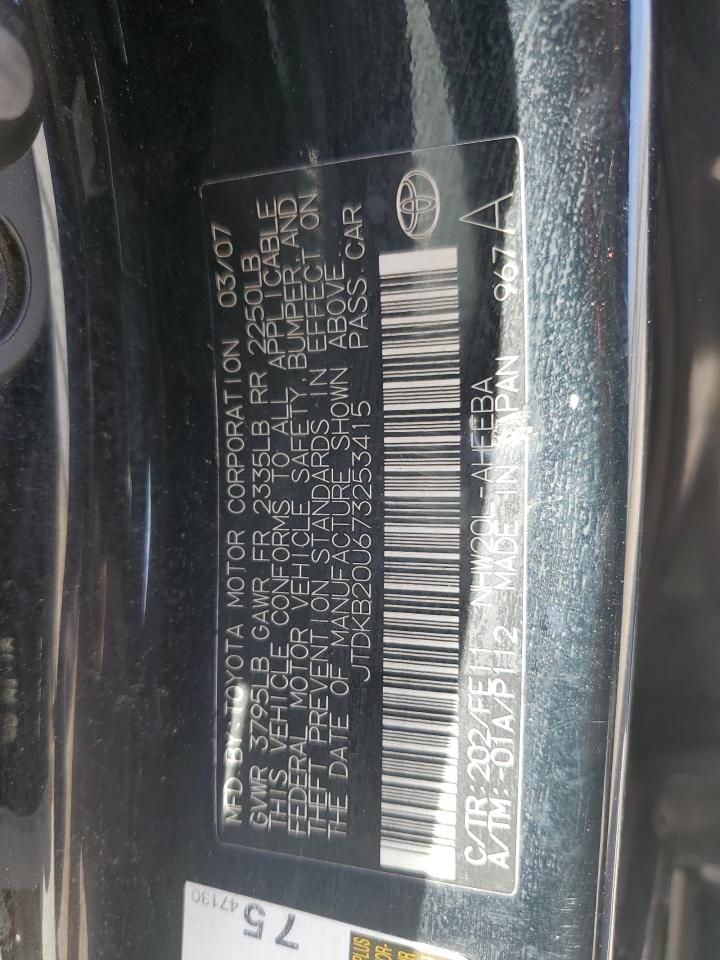 MFD BY:TOYOTA MOTOR CORPORATION 03/07
GVWR 3795LB GAWR FR 2335LB RR 2250LB
THIS VEHICLE CONFORMS TO ALL APPLICABLE
FEDERAL MOTOR VEHICLE SAFETY, BUMPER, AND
THEFT PREVENTION STANDARDS IN EFFECT ON
THE DATE OF MANUFACTURE SHOWN ABOVE.
JTDKB20U673253415 PASS. CAR
C/TR:202/FE11 NHW20L-AHEEBA
A/TM:-01A/P112 MADE IN JAPAN 967A
75
47130
PLUS